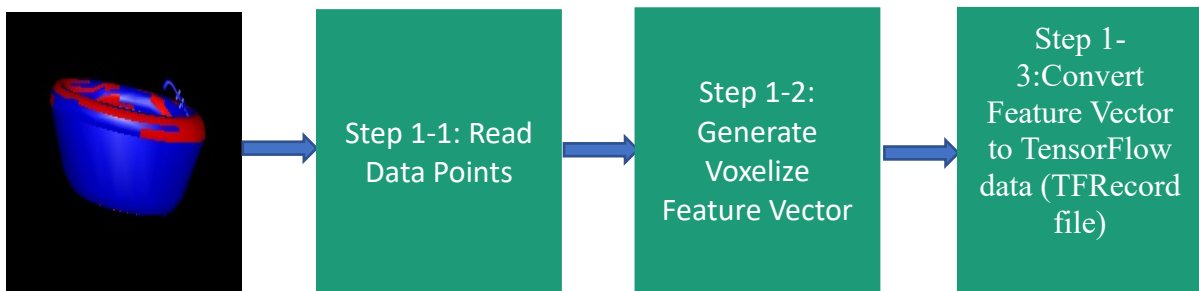 Step 1-1: Read
Data Points
Step 1-2:
Generate
Voxelize
Feature Vector
Step 1-
3:Convert
Feature Vector
to TensorFlow
data (TFRecord
file)